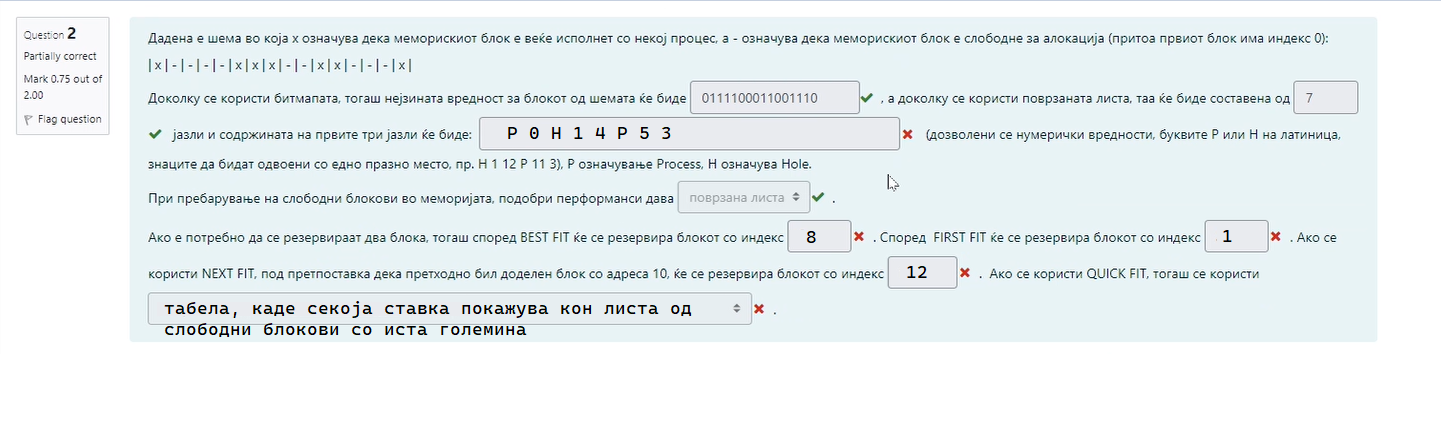 Question 2
Partially correct
Mark 0.75 out of
2.00
Flag question
Дадена е шема во која x означува дека мемориskиот блок е веќе исполнет со некој процес, а - означува дека мемориskиот блок е слободне за алокација (притоа првиот блок има индекс 0):
|x|-|-|-|-|x|x|x|-|-|x|x|-|-|-|x|
Доколку се користи битмапата, тогаш нејзината вредност за блокот од шемата ќе биде 0111100011001110 , а доколку се користи поврзаната листа, таа ќе биде составена од 7
јазли и содржината на првите три јазли ќе биде: P 0 H 1 4 P 5 3 (дозволени се нумерички вредности, буквите P или H на латиница,
знаците да бидат одвоени со едно празно место, пр. H 1 12 P 11 3), P означување Process, H означува Hole.
При пребарување на слободни блокови во меморијата, подобри перформанси дава поврзана листа .
Ако е потребно да се резервираат два блока, тогаш според BEST FIT ќе се резервира блокот со индекс 8 . Според FIRST FIT ќе се резервира блокот со индекс 1 . Ако се
користи NEXT FIT, под претпоставка дека претходно бил доделен блок со адреса 10, ќе се резервира блокот со индекс 12 . Ако се користи QUICK FIT, тогаш се користи
табела, каде секоја ставка покажува кон листа од .
слободни блокови со иста големина